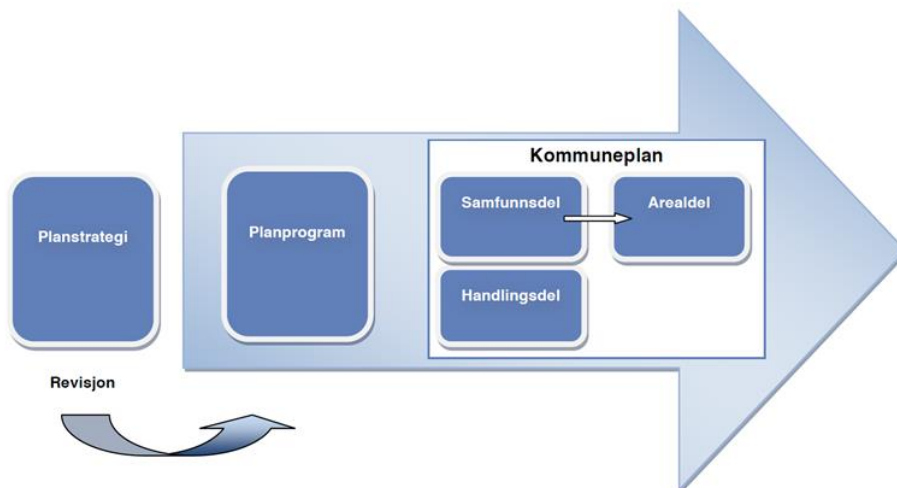 Kommuneplan
Planstrategi
Planprogram
Samfunnsdel
Arealdel
Handlingsdel
Revisjon